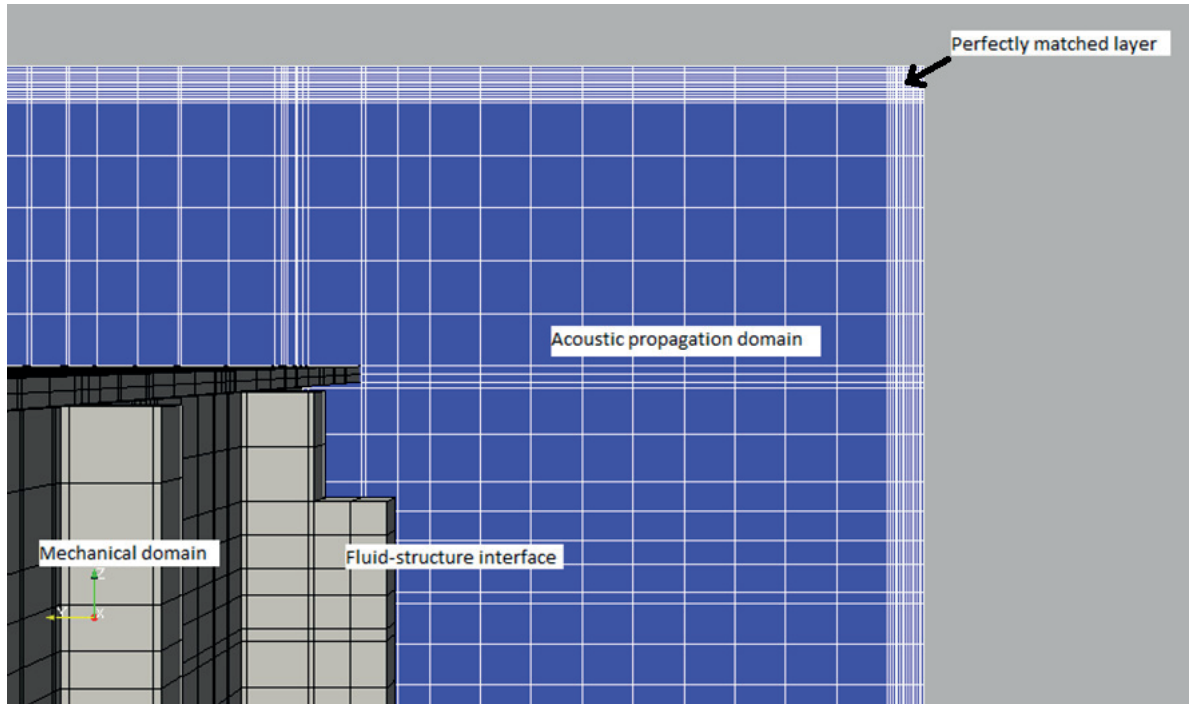 Perfectly matched layer
Acoustic propagation domain
Mechanical domain
Fluid-structure interface
Z
Y
X